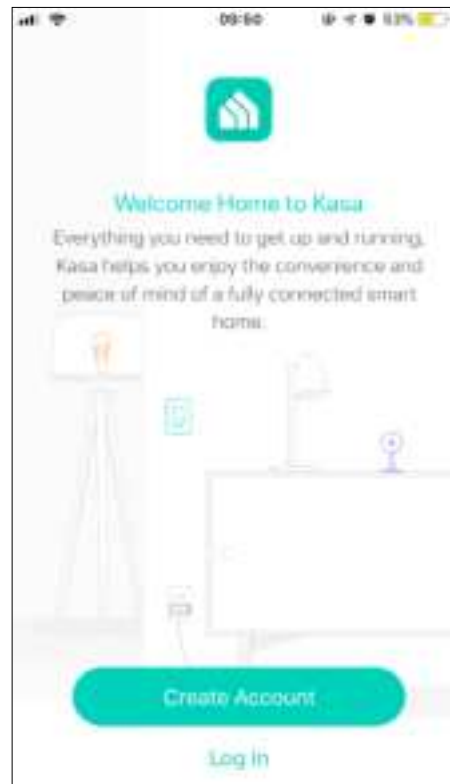 09:50 53%
Welcome Home to Kasa
Everything you need to get up and running,
Kasa helps you enjoy the convenience and
peace of mind of a fully connected smart
home.
Create Account
Log In